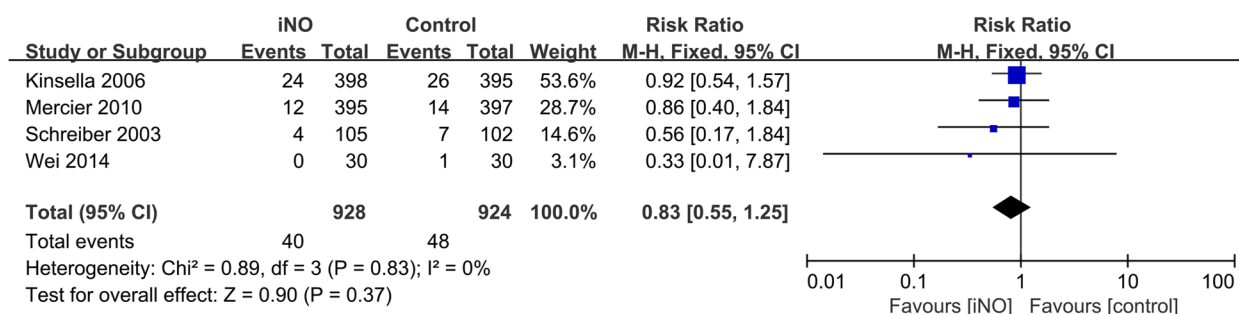 iNO Control Risk Ratio Risk Ratio
Study or Subgroup Events Total Events Total Weight M-H, Fixed, 95% CI M-H, Fixed, 95% CI
Kinsella 2006 24 398 26 395 53.6% 0.92 [0.54, 1.57]
Mercier 2010 12 395 14 397 28.7% 0.86 [0.40, 1.84]
Schreiber 2003 4 105 7 102 14.6% 0.56 [0.17, 1.84]
Wei 2014 0 30 1 30 3.1% 0.33 [0.01, 7.87]
Total (95% CI) 928 924 100.0% 0.83 [0.55, 1.25]
Total events 40 48
Heterogeneity: Chi² = 0.89, df = 3 (P = 0.83); I² = 0%
Test for overall effect: Z = 0.90 (P = 0.37)
0.01 0.1 1 10 100
Favours [iNO] Favours [control]